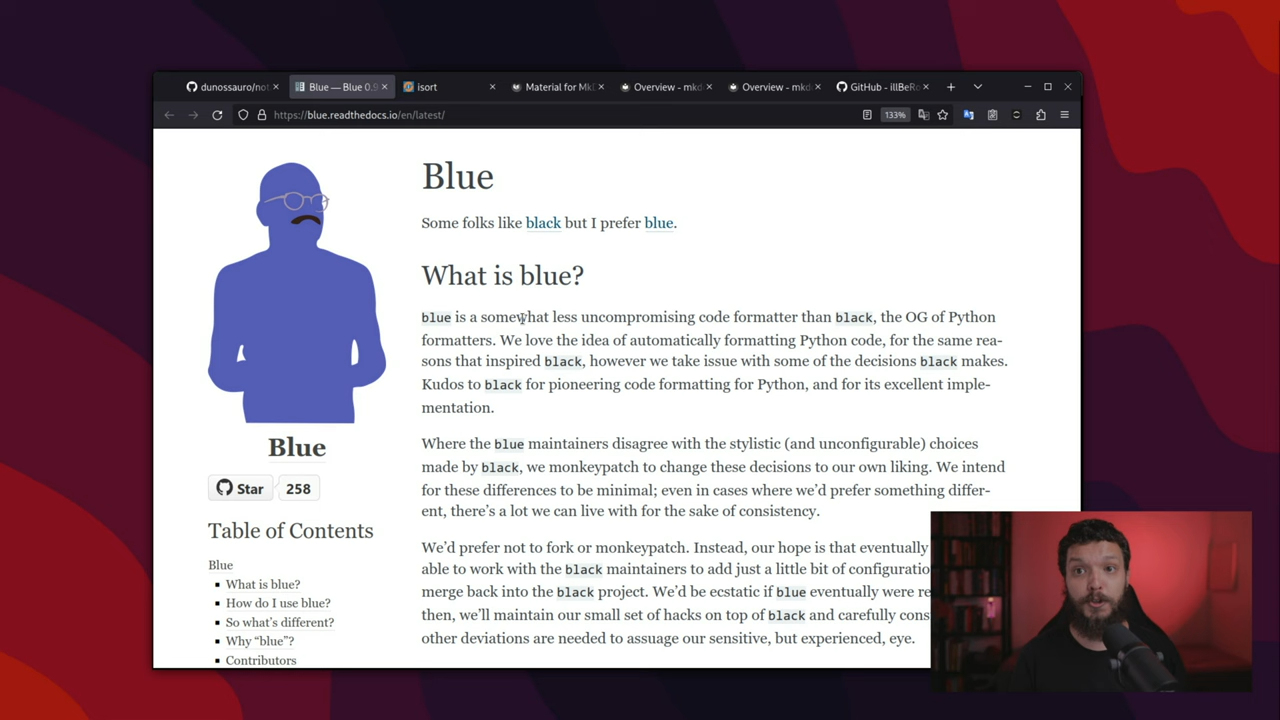 dunossauro/not
Blue — Blue 0.9
isort
Material for MkD
Overview - mkd
Overview - mkd
GitHub - illBeRo
https://blue.readthedocs.io/en/latest/
133%
Blue
Some folks like black but I prefer blue.
What is blue?
blue is a somewhat less uncompromising code formatter than black, the OG of Python
formatters. We love the idea of automatically formatting Python code, for the same rea-
sons that inspired black, however we take issue with some of the decisions black makes.
Kudos to black for pioneering code formatting for Python, and for its excellent imple-
mentation.
Where the blue maintainers disagree with the stylistic (and unconfigurable) choices
made by black, we monkeypatch to change these decisions to our own liking. We intend
for these differences to be minimal; even in cases where we'd prefer something differ-
ent, there's a lot we can live with for the sake of consistency.
We'd prefer not to fork or monkeypatch. Instead, our hope is that eventually
able to work with the black maintainers to add just a little bit of configuratio
merge back into the black project. We'd be ecstatic if blue eventually were re
then, we'll maintain our small set of hacks on top of black and carefully cons
other deviations are needed to assuage our sensitive, but experienced, eye.
Blue
Star 258
Table of Contents
Blue
What is blue?
How do I use blue?
So what's different?
Why "blue"?
Contributors